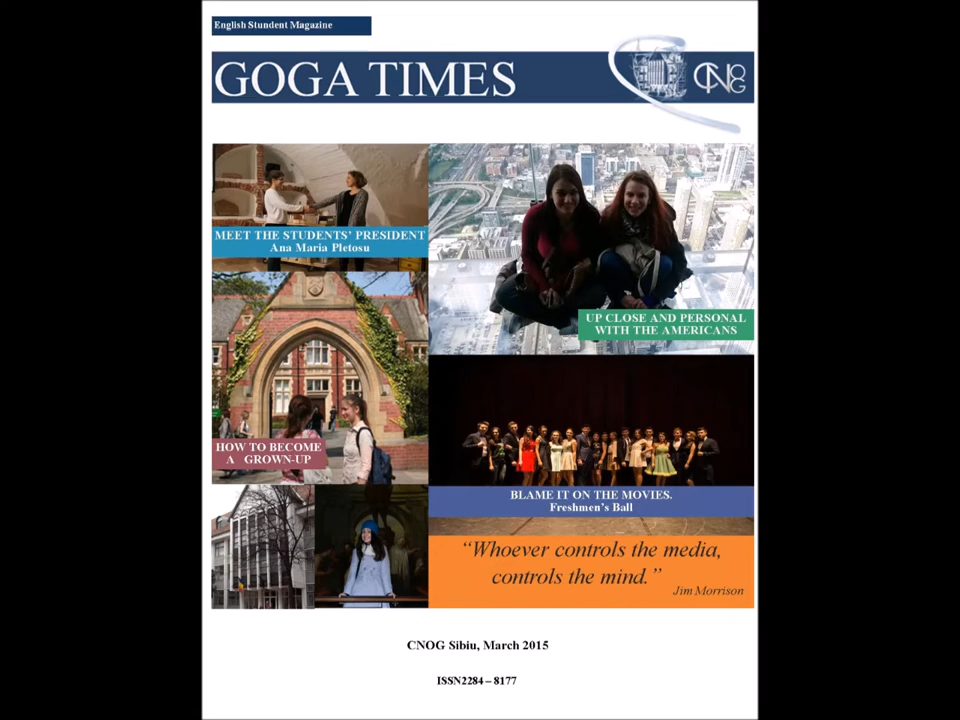 English Stundent Magazine
GOGA TIMES
CNOG
MEET THE STUDENTS' PRESIDENT
Ana Maria Pletosu
UP CLOSE AND PERSONAL
WITH THE AMERICANS
HOW TO BECOME
A GROWN-UP
BLAME IT ON THE MOVIES.
Freshmen's Ball
“Whoever controls the media,
controls the mind.”
Jim Morrison
CNOG Sibiu, March 2015
ISSN2284 – 8177